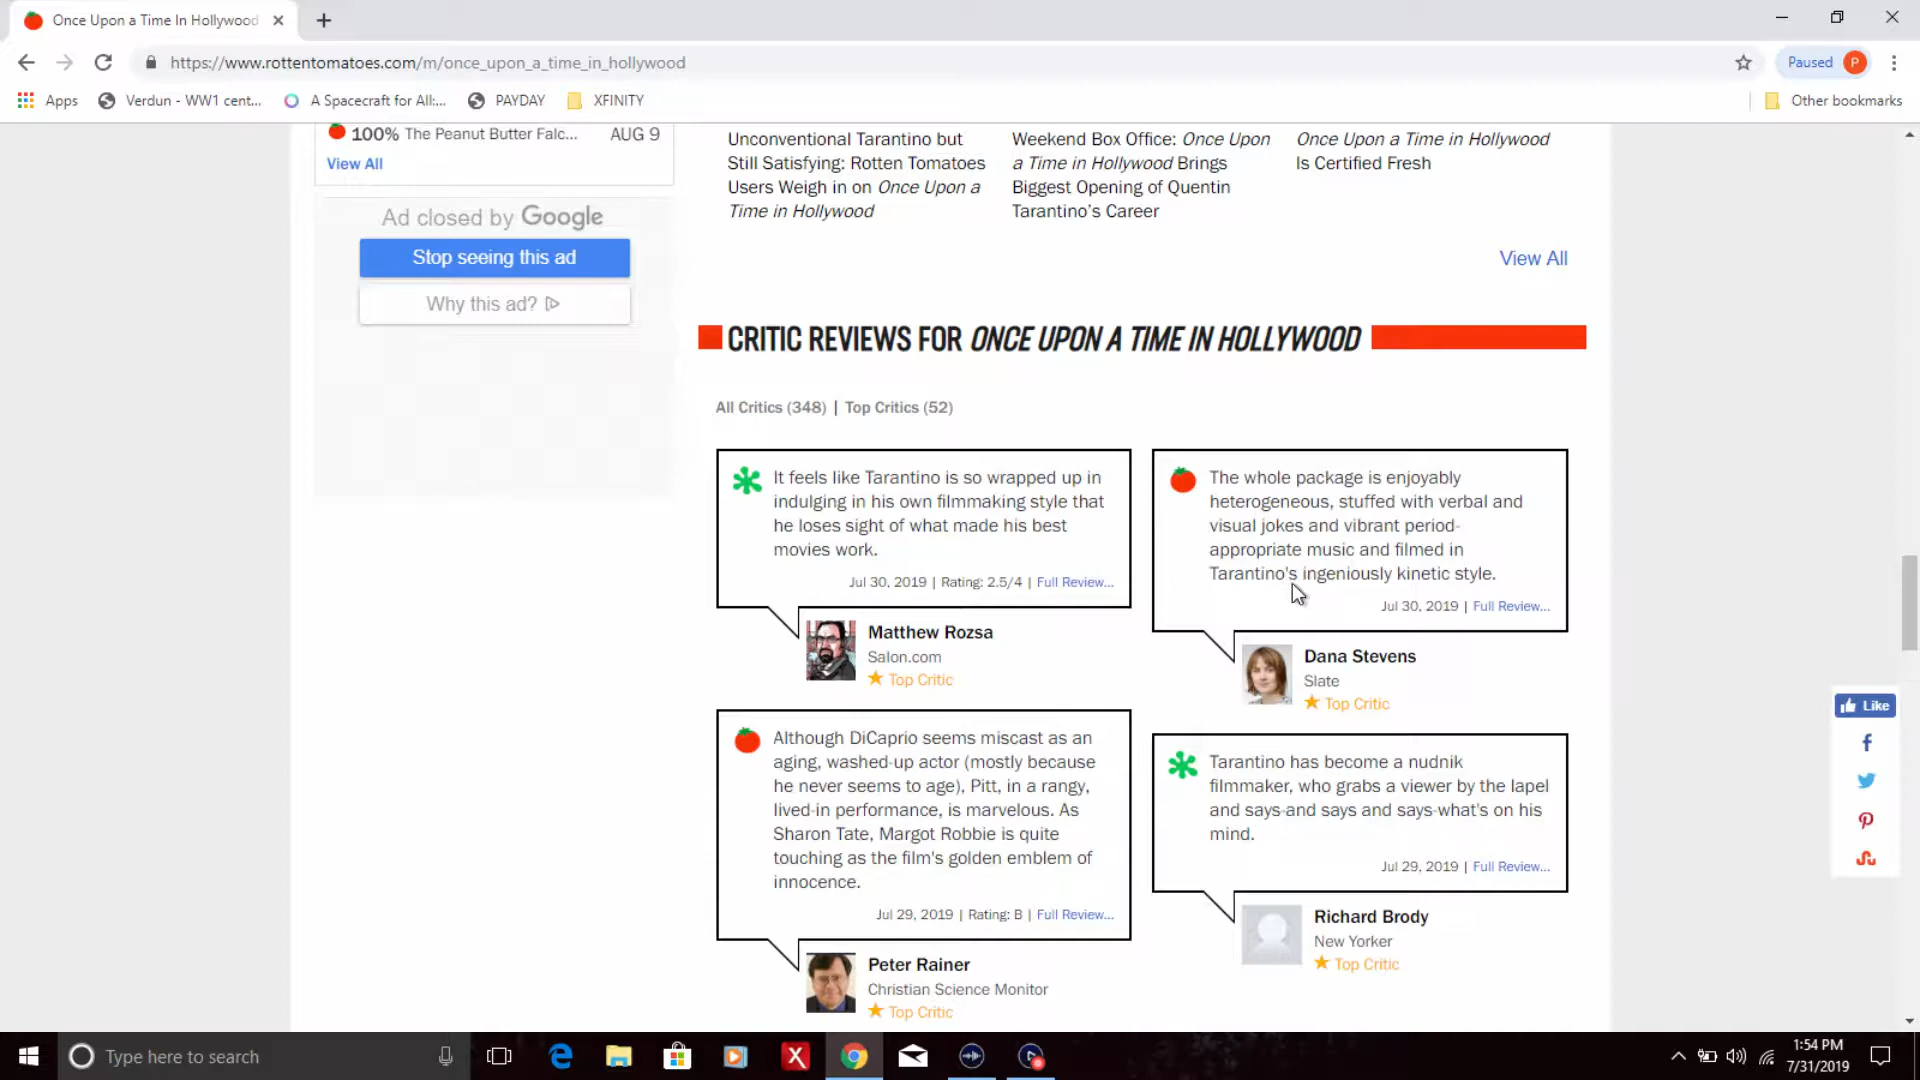 Once Upon a Time In Hollywood
https://www.rottentomatoes.com/m/once_upon_a_time_in_hollywood
Paused P
Apps Verdun - WW1 cent... A Spacecraft for All:... PAYDAY XFINITY Other bookmarks
100% The Peanut Butter Falc... AUG 9
View All
Ad closed by Google
Stop seeing this ad
Why this ad?
Unconventional Tarantino but
Still Satisfying: Rotten Tomatoes
Users Weigh in on Once Upon a
Time in Hollywood
Weekend Box Office: Once Upon
a Time in Hollywood Brings
Biggest Opening of Quentin
Tarantino's Career
Once Upon a Time in Hollywood
Is Certified Fresh
View All
CRITIC REVIEWS FOR ONCE UPON A TIME IN HOLLYWOOD
All Critics (348) | Top Critics (52)
It feels like Tarantino is so wrapped up in
indulging in his own filmmaking style that
he loses sight of what made his best
movies work.
Jul 30, 2019 | Rating: 2.5/4 | Full Review...
Matthew Rozsa
Salon.com
Top Critic
The whole package is enjoyably
heterogeneous, stuffed with verbal and
visual jokes and vibrant period-
appropriate music and filmed in
Tarantino's ingeniously kinetic style.
Jul 30, 2019 | Full Review...
Dana Stevens
Slate
Top Critic
Although DiCaprio seems miscast as an
aging, washed-up actor (mostly because
he never seems to age), Pitt, in a rangy,
lived-in performance, is marvelous. As
Sharon Tate, Margot Robbie is quite
touching as the film's golden emblem of
innocence.
Jul 29, 2019 | Rating: B | Full Review...
Peter Rainer
Christian Science Monitor
Top Critic
Tarantino has become a nudnik
filmmaker, who grabs a viewer by the lapel
and says-and says and says-what's on his
mind.
Jul 29, 2019 | Full Review...
Richard Brody
New Yorker
Top Critic
Like
Type here to search
1:54 PM
7/31/2019